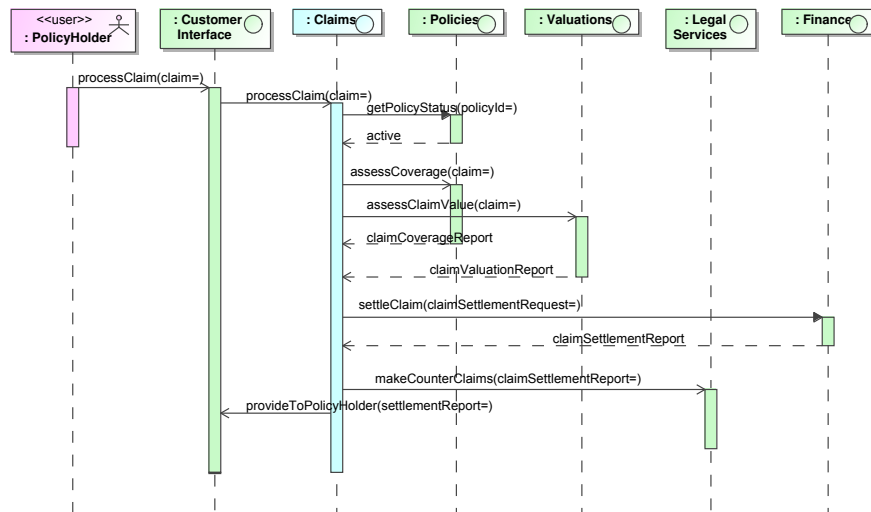 <<user>>
: PolicyHolder
: Customer
Interface
: Claims
: Policies
: Valuations
: Legal
Services
: Finance
processClaim(claim=)
processClaim(claim=)
getPolicyStatus(policyId=)
active
assessCoverage(claim=)
assessClaimValue(claim=)
claimCoverageReport
claimValuationReport
settleClaim(claimSettlementRequest=)
claimSettlementReport
makeCounterClaims(claimSettlementReport=)
provideToPolicyHolder(settlementReport=)